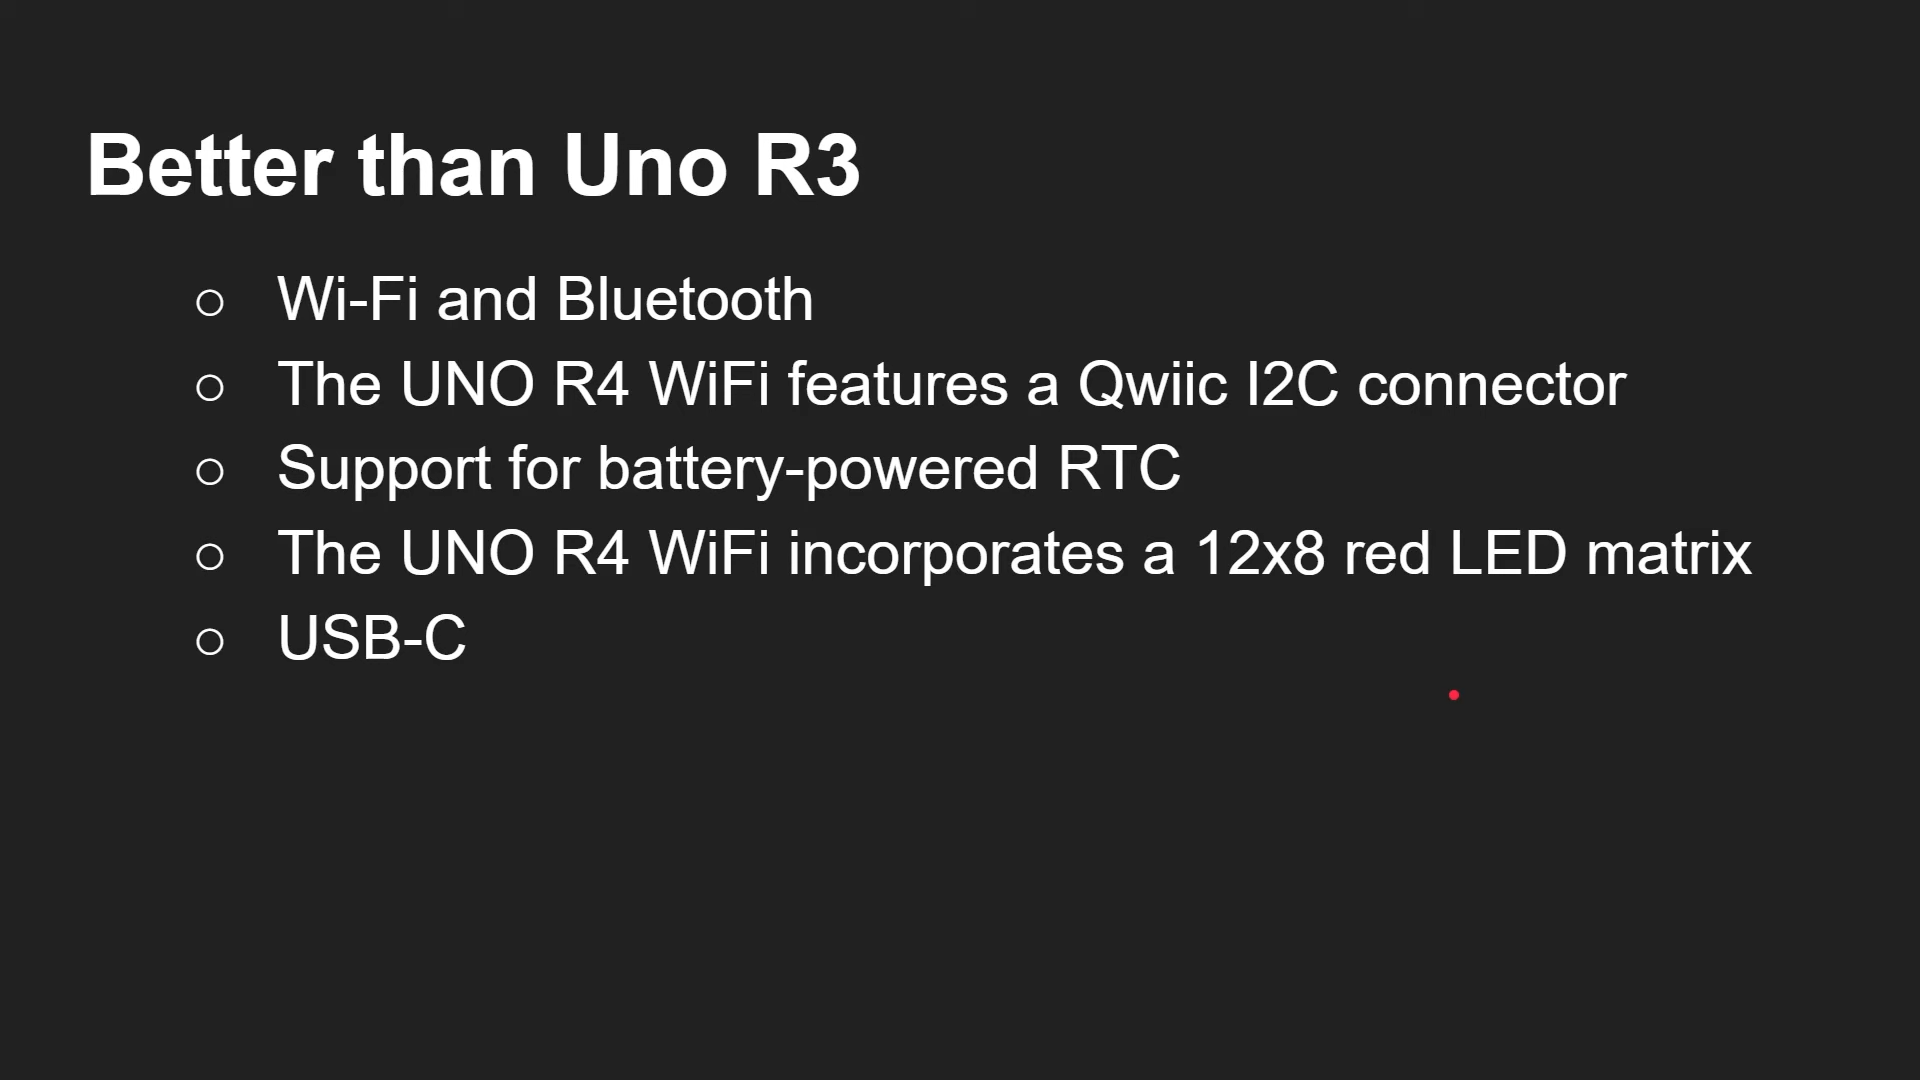 Better than Uno R3
○ Wi-Fi and Bluetooth
○ The UNO R4 WiFi features a Qwiic I2C connector
○ Support for battery-powered RTC
○ The UNO R4 WiFi incorporates a 12x8 red LED matrix
○ USB-C